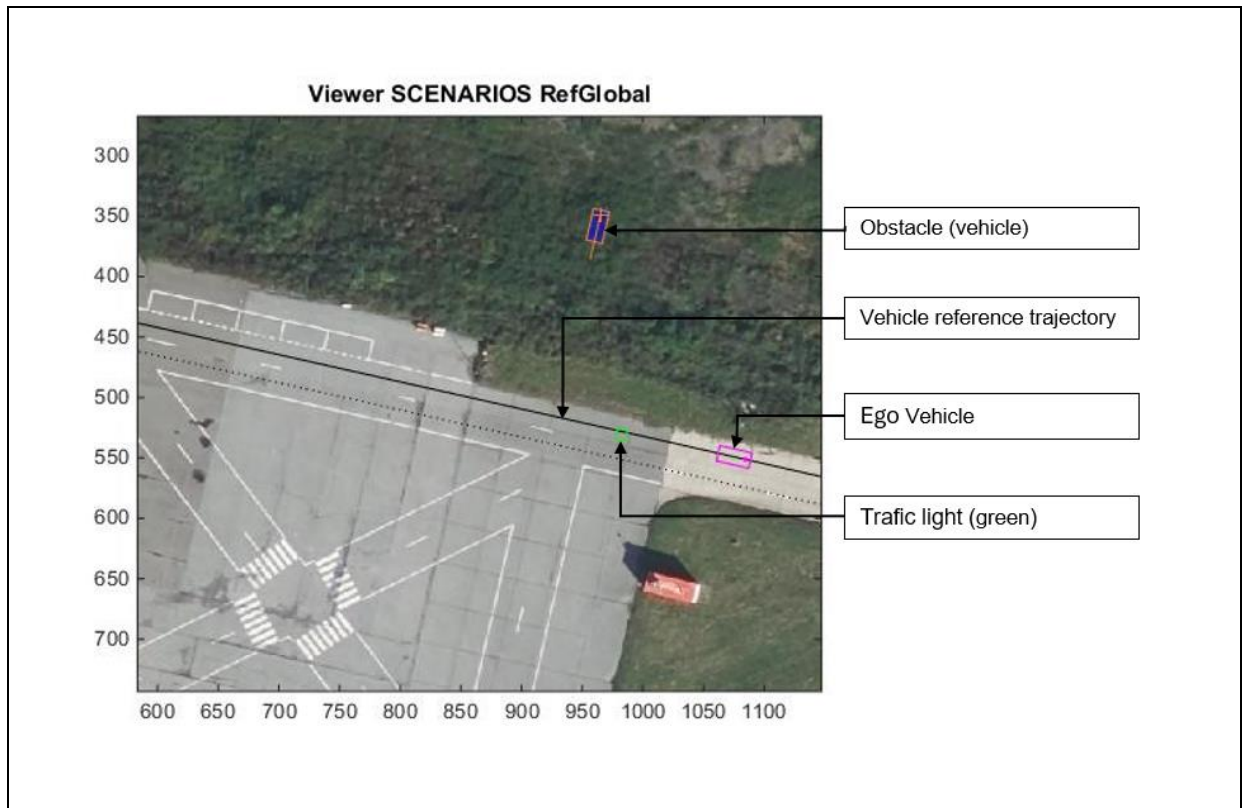 Viewer SCENARIOS RefGlobal
300
350
400
450
500
550
600
650
700
600 650 700 750 800 850 900 950 1000 1050 1100
Obstacle (vehicle)
Vehicle reference trajectory
Ego Vehicle
Trafic light (green)